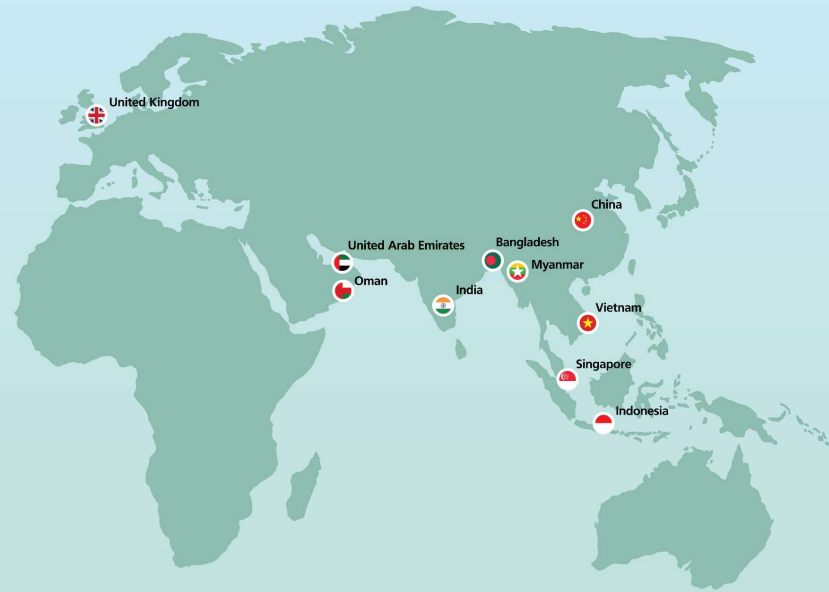 United Kingdom
China
Bangladesh
United Arab Emirates
Myanmar
Oman
India
Vietnam
Singapore
Indonesia